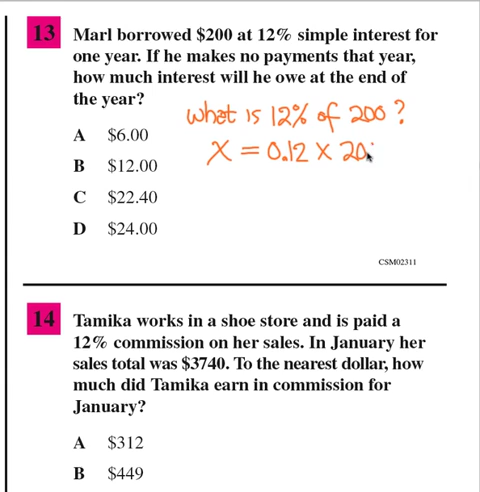 13 Marl borrowed $200 at 12% simple interest for
one year. If he makes no payments that year,
how much interest will he owe at the end of
the year?
What is 12% of 200?
A $6.00
X = 0.12 x 20
B $12.00
C $22.40
D $24.00
CSM02311
14 Tamika works in a shoe store and is paid a
12% commission on her sales. In January her
sales total was $3740. To the nearest dollar, how
much did Tamika earn in commission for
January?
A $312
B $449